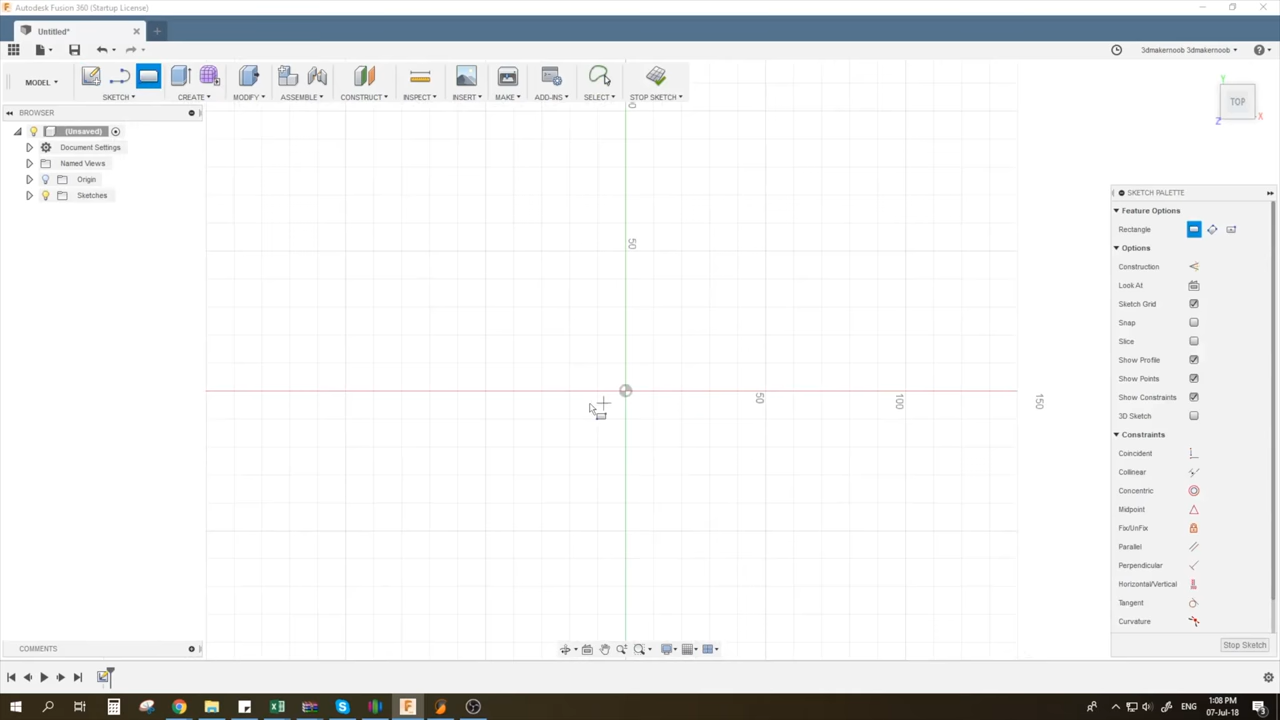 Autodesk Fusion 360 (Startup License)
Untitled*
3dmakernoob 3dmakernoob
MODEL
SKETCH
CREATE
MODIFY
ASSEMBLE
CONSTRUCT
INSPECT
INSERT
MAKE
ADD-INS
SELECT
STOP SKETCH
BROWSER
(Unsaved)
Document Settings
Named Views
Origin
Sketches
TOP
Y
X
Z
50
50
100
150
SKETCH PALETTE
Feature Options
Rectangle
Options
Construction
Look At
Sketch Grid
Snap
Slice
Show Profile
Show Points
Show Constraints
3D Sketch
Constraints
Coincident
Collinear
Concentric
Midpoint
Fix/UnFix
Parallel
Perpendicular
Horizontal/Vertical
Tangent
Curvature
Stop Sketch
COMMENTS
ENG
1:08 PM
07-Jul-18